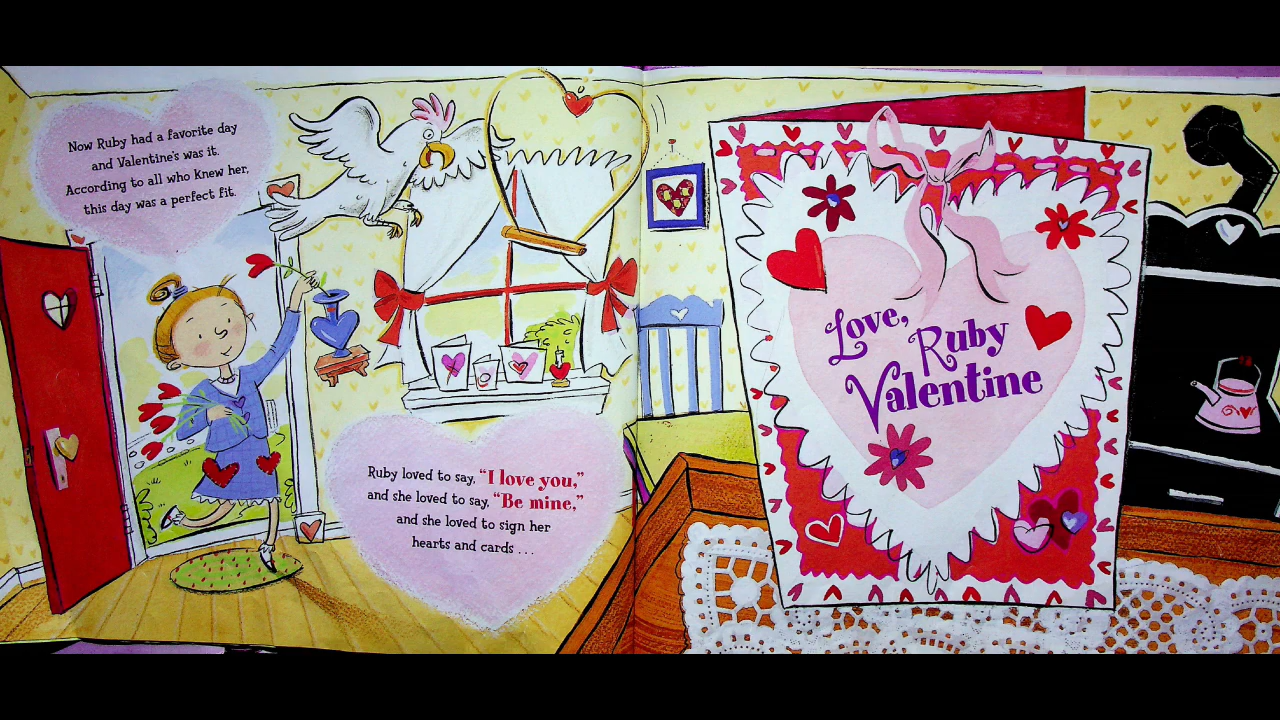 Now Ruby had a favorite day
and Valentine's was it.
According to all who knew her,
this day was a perfect fit.
Ruby loved to say, "I love you,"
and she loved to say, "Be mine,"
and she loved to sign her
hearts and cards . . .
Love,
Ruby
Valentine